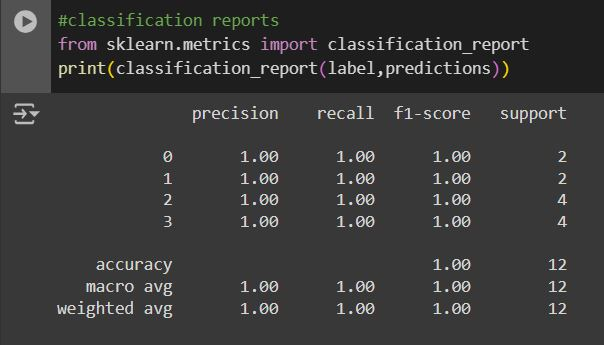 #classification reports
from sklearn.metrics import classification_report
print(classification_report(label,predictions))
precision recall f1-score support
0 1.00 1.00 1.00 2
1 1.00 1.00 1.00 2
2 1.00 1.00 1.00 4
3 1.00 1.00 1.00 4
accuracy 1.00 12
macro avg 1.00 1.00 1.00 12
weighted avg 1.00 1.00 1.00 12